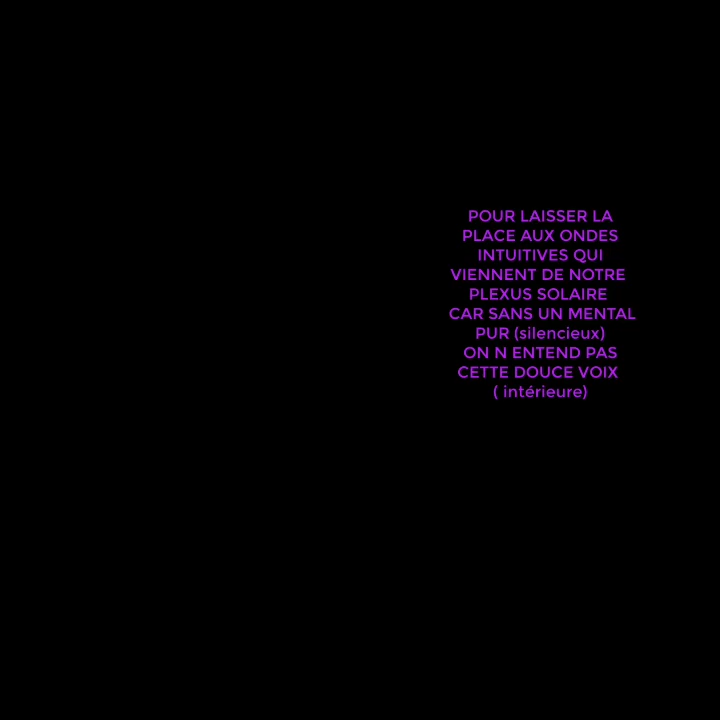 POUR LAISSER LA
PLACE AUX ONDES
INTUITIVES QUI
VIENNENT DE NOTRE
PLEXUS SOLAIRE
CAR SANS UN MENTAL
PUR (silencieux)
ON N ENTEND PAS
CETTE DOUCE VOIX
( intérieure)